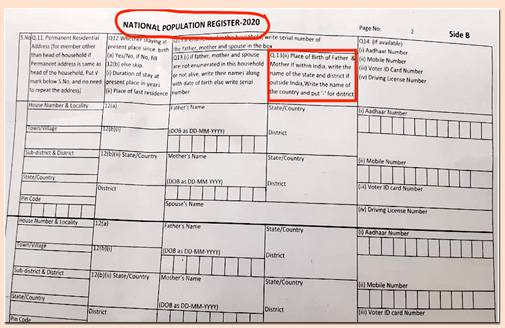 NATIONAL POPULATION REGISTER-2020
Page No: 2
Side B
S.No
Q.11. Permanent Residential
Address (for member other
than head of household if
Permanent address is same as
head of the household, Put V
mark below S.No. and no need
to repeat the address)
Q12 Whether staying at
present place since birth
(a) Yes/No, if No, fill
12(b) else skip.
(i) Duration of stay at
present place in years
(ii) Place of last residence
write serial number of
the father, mother and spouse in the box
Q13 (i) if father, mother and spouse
are not enumerated in this household
or not alive, write their names along
with date of birth else write serial
number
Q.13(ii) Place of Birth of Father &
Mother if within India, write the
name of the state and district if
outside India, Write the name of
the country and put '-' for district
Q14. (if available)
(i) Aadhaar Number
(ii) Mobile Number
(iii) Voter ID Card Number
(iv) Driving License Number
House Number & Locality
12(a)
Father's Name
State/Country
(i) Aadhaar Number
Town/Village
12(b)(i)
(DOB as DD-MM-YYYY)
District
(ii) Mobile Number
Sub-district & District
12(b)(ii) State/Country
Mother's Name
State/Country
(iii) Voter ID card Number
State/Country
District
(DOB as DD-MM-YYYY)
District
Pin Code
Spouse's Name
(iv) Driving License Number
House Number & Locality
12(a)
Father's Name
State/Country
(i) Aadhaar Number
Town/Village
12(b)(i)
(DOB as DD-MM-YYYY)
District
(ii) Mobile Number
Sub district & District
12(b)(ii) State/Country
Mother's Name
State/Country
State/Country
District
(DOB as DD-MM-YYYY)
District
(iii) Voter ID card Number
Pin Code